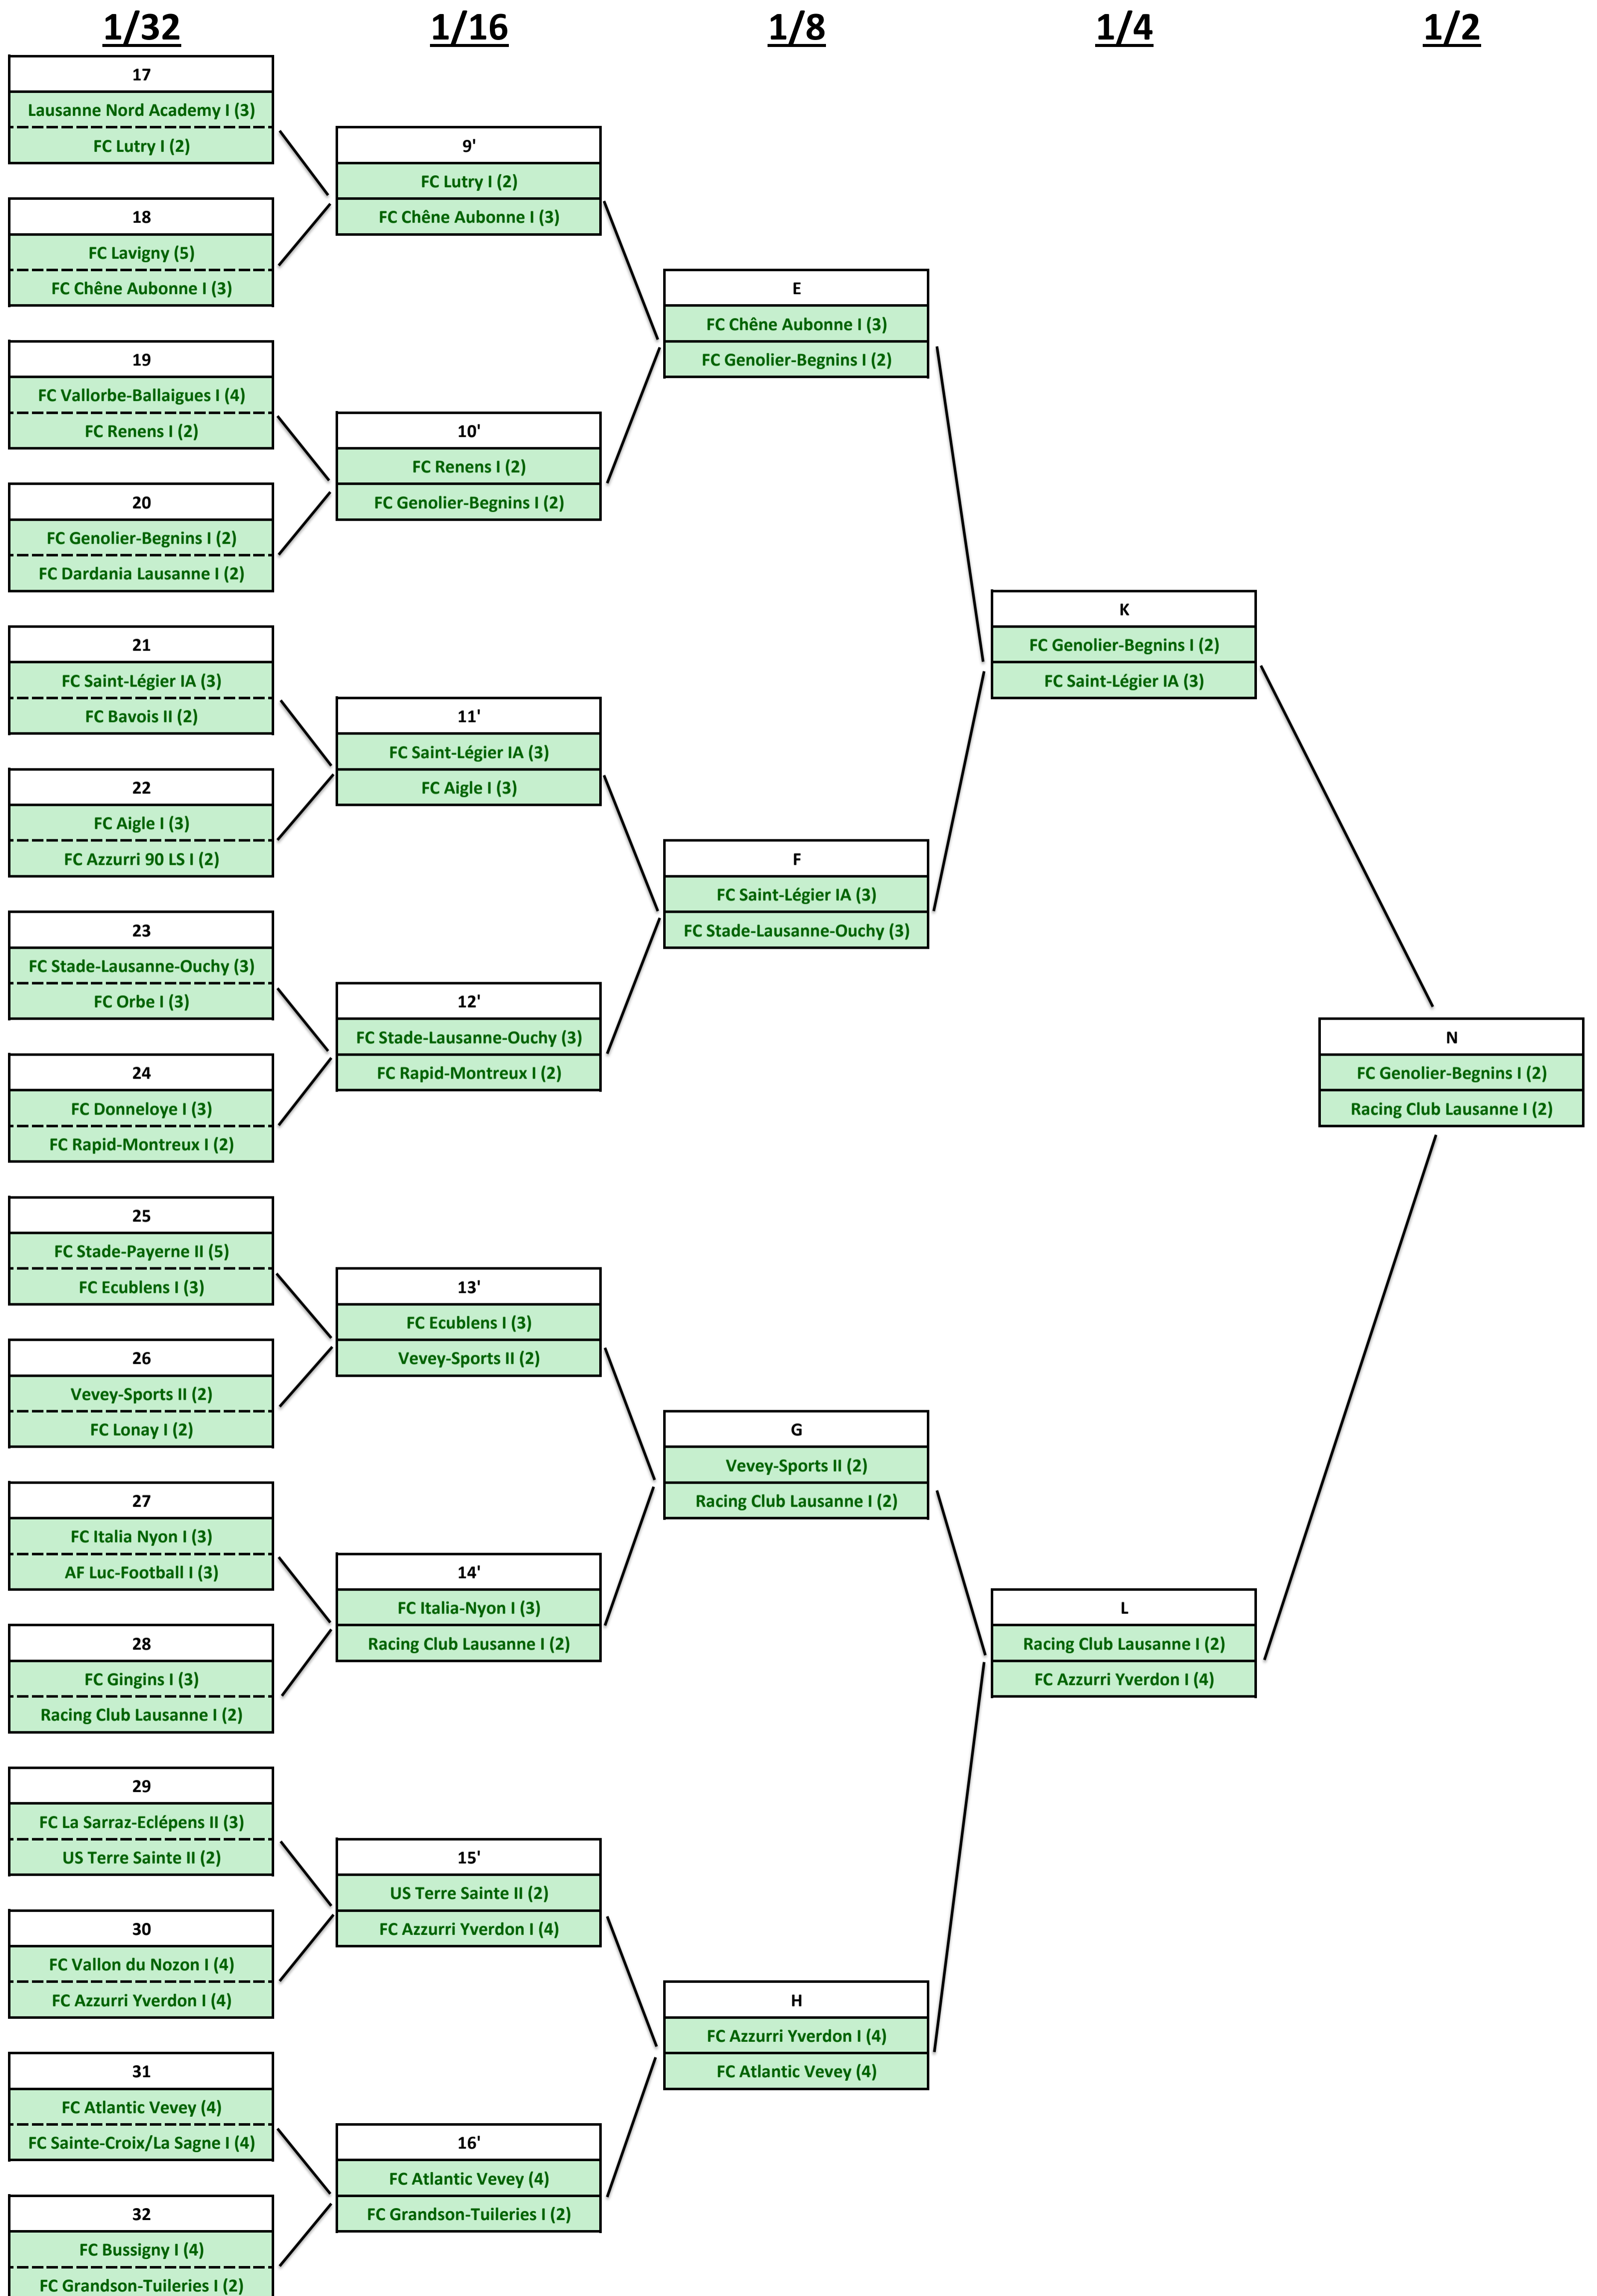 1/32
1/16
1/8
1/4
1/2
17
Lausanne Nord Academy I (3)
FC Lutry I (2)
18
FC Lavigny (5)
FC Chêne Aubonne I (3)
19
FC Vallorbe-Ballaigues I (4)
FC Renens I (2)
20
FC Genolier-Begnins I (2)
FC Dardania Lausanne I (2)
21
FC Saint-Légier IA (3)
FC Bavois II (2)
22
FC Aigle I (3)
FC Azzurri 90 LS I (2)
23
FC Stade-Lausanne-Ouchy (3)
FC Orbe I (3)
24
FC Donneloye I (3)
FC Rapid-Montreux I (2)
25
FC Stade-Payerne II (5)
FC Ecublens I (3)
26
Vevey-Sports II (2)
FC Lonay I (2)
27
FC Italia Nyon I (3)
AF Luc-Football I (3)
28
FC Gingins I (3)
Racing Club Lausanne I (2)
29
FC La Sarraz-Eclépens II (3)
US Terre Sainte II (2)
30
FC Vallon du Nozon I (4)
FC Azzurri Yverdon I (4)
31
FC Atlantic Vevey (4)
FC Sainte-Croix/La Sagne I (4)
32
FC Bussigny I (4)
FC Grandson-Tuileries I (2)
9'
FC Lutry I (2)
FC Chêne Aubonne I (3)
10'
FC Renens I (2)
FC Genolier-Begnins I (2)
11'
FC Saint-Légier IA (3)
FC Aigle I (3)
12'
FC Stade-Lausanne-Ouchy (3)
FC Rapid-Montreux I (2)
13'
FC Ecublens I (3)
Vevey-Sports II (2)
14'
FC Italia-Nyon I (3)
Racing Club Lausanne I (2)
15'
US Terre Sainte II (2)
FC Azzurri Yverdon I (4)
16'
FC Atlantic Vevey (4)
FC Grandson-Tuileries I (2)
E
FC Chêne Aubonne I (3)
FC Genolier-Begnins I (2)
F
FC Saint-Légier IA (3)
FC Stade-Lausanne-Ouchy (3)
G
Vevey-Sports II (2)
Racing Club Lausanne I (2)
H
FC Azzurri Yverdon I (4)
FC Atlantic Vevey (4)
K
FC Genolier-Begnins I (2)
FC Saint-Légier IA (3)
L
Racing Club Lausanne I (2)
FC Azzurri Yverdon I (4)
N
FC Genolier-Begnins I (2)
Racing Club Lausanne I (2)